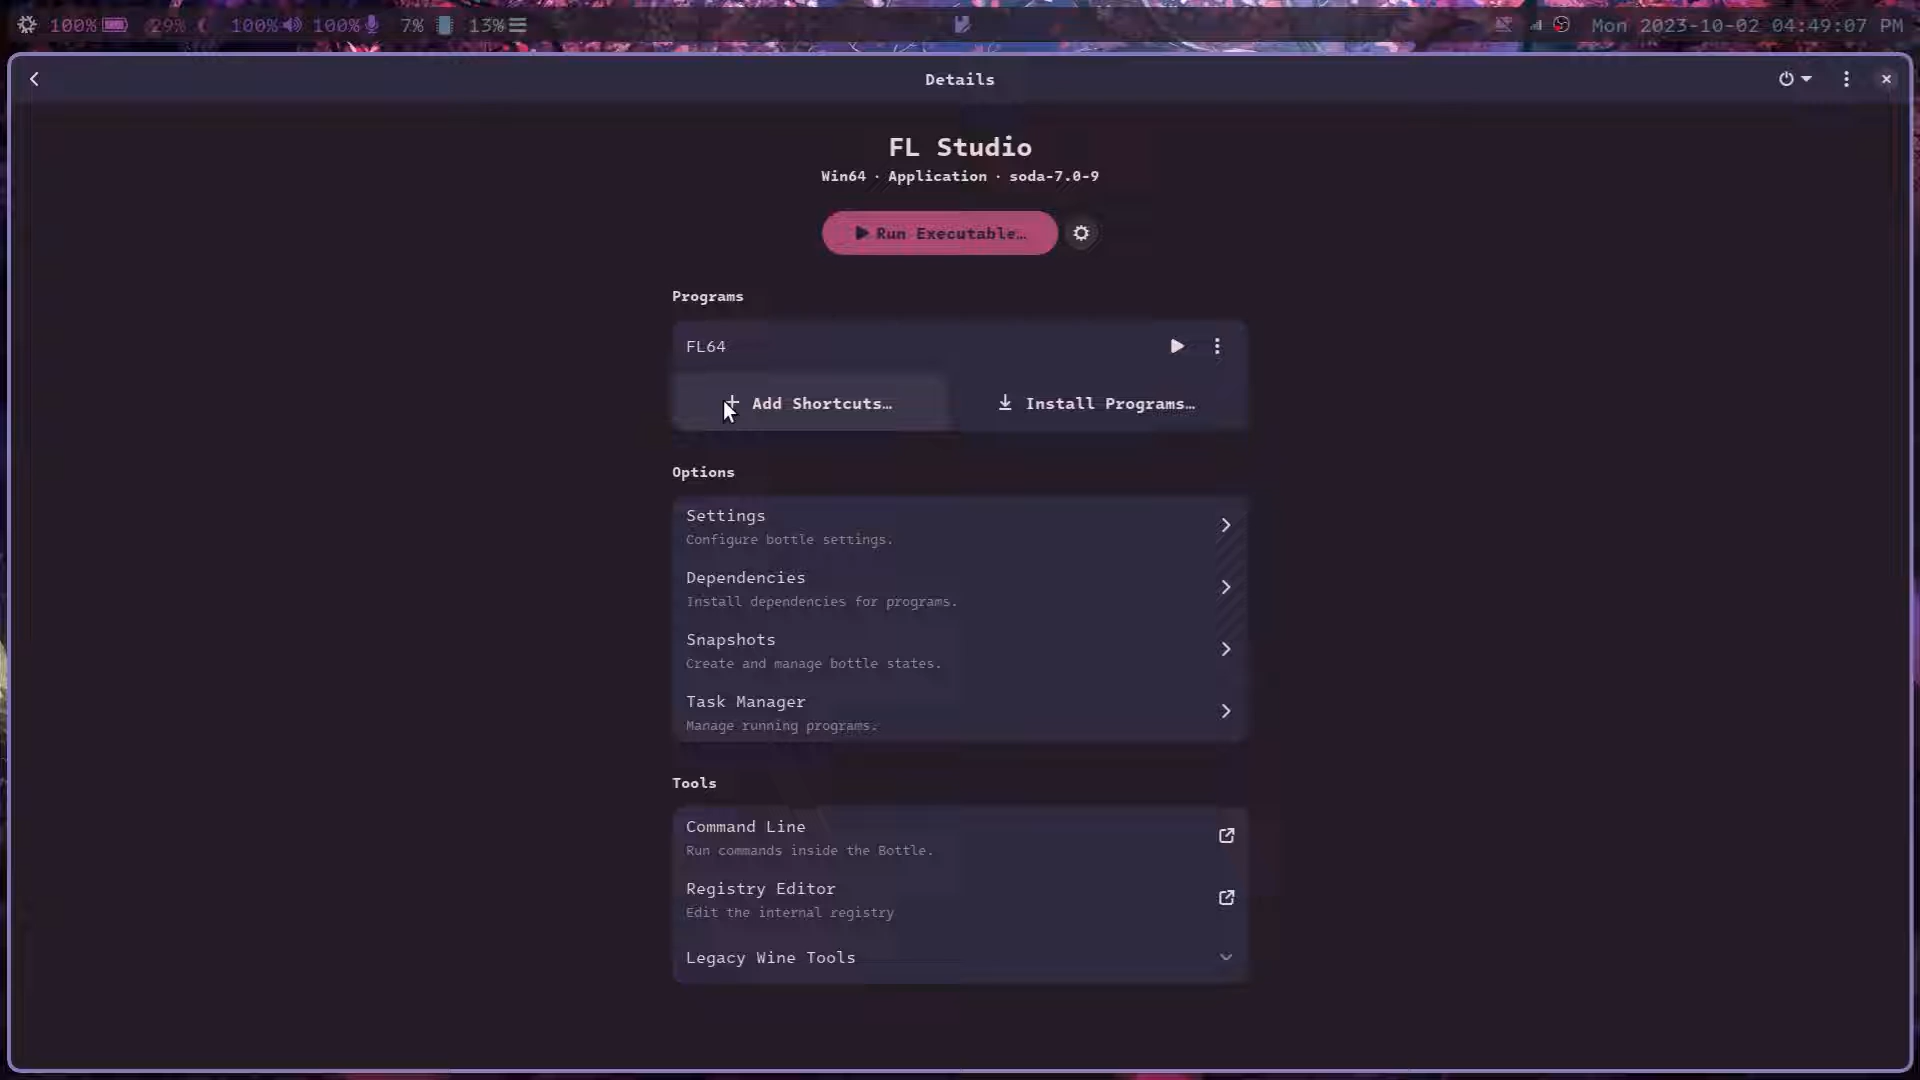 100% 29% 100% 100% 7% 13% Mon 2023-10-02 04:49:07 PM
Details
FL Studio
Win64 · Application · soda-7.0-9
Run Executable…
Programs
FL64
Add Shortcuts… Install Programs…
Options
Settings
Configure bottle settings.
Dependencies
Install dependencies for programs.
Snapshots
Create and manage bottle states.
Task Manager
Manage running programs.
Tools
Command Line
Run commands inside the Bottle.
Registry Editor
Edit the internal registry
Legacy Wine Tools